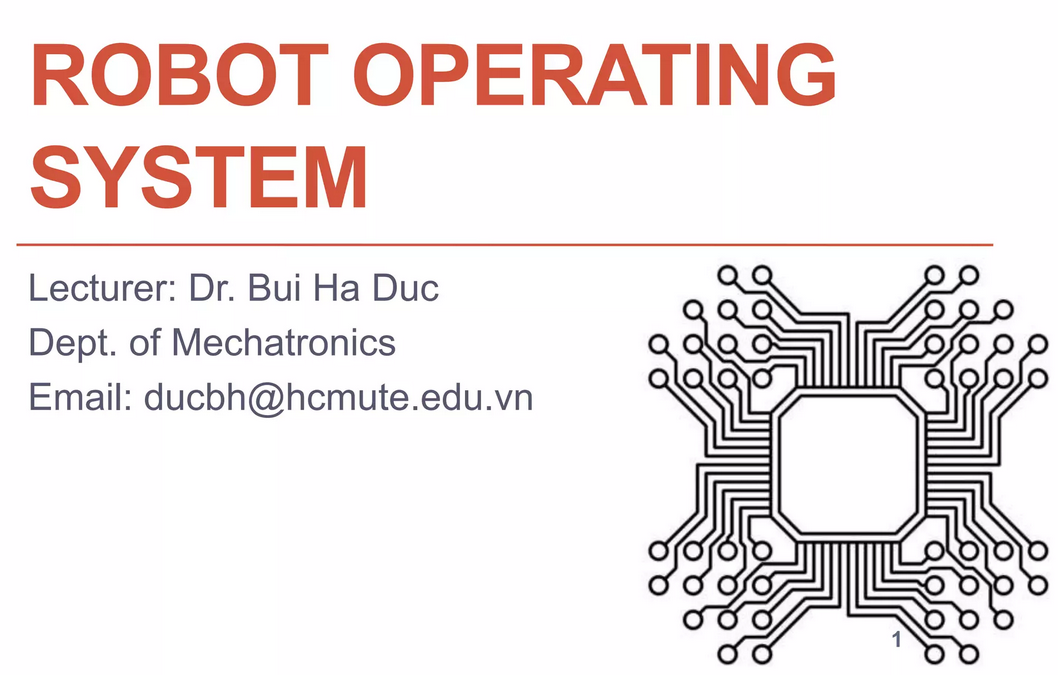 ROBOT OPERATING
SYSTEM
Lecturer: Dr. Bui Ha Duc
Dept. of Mechatronics
Email: ducbh@hcmute.edu.vn
1